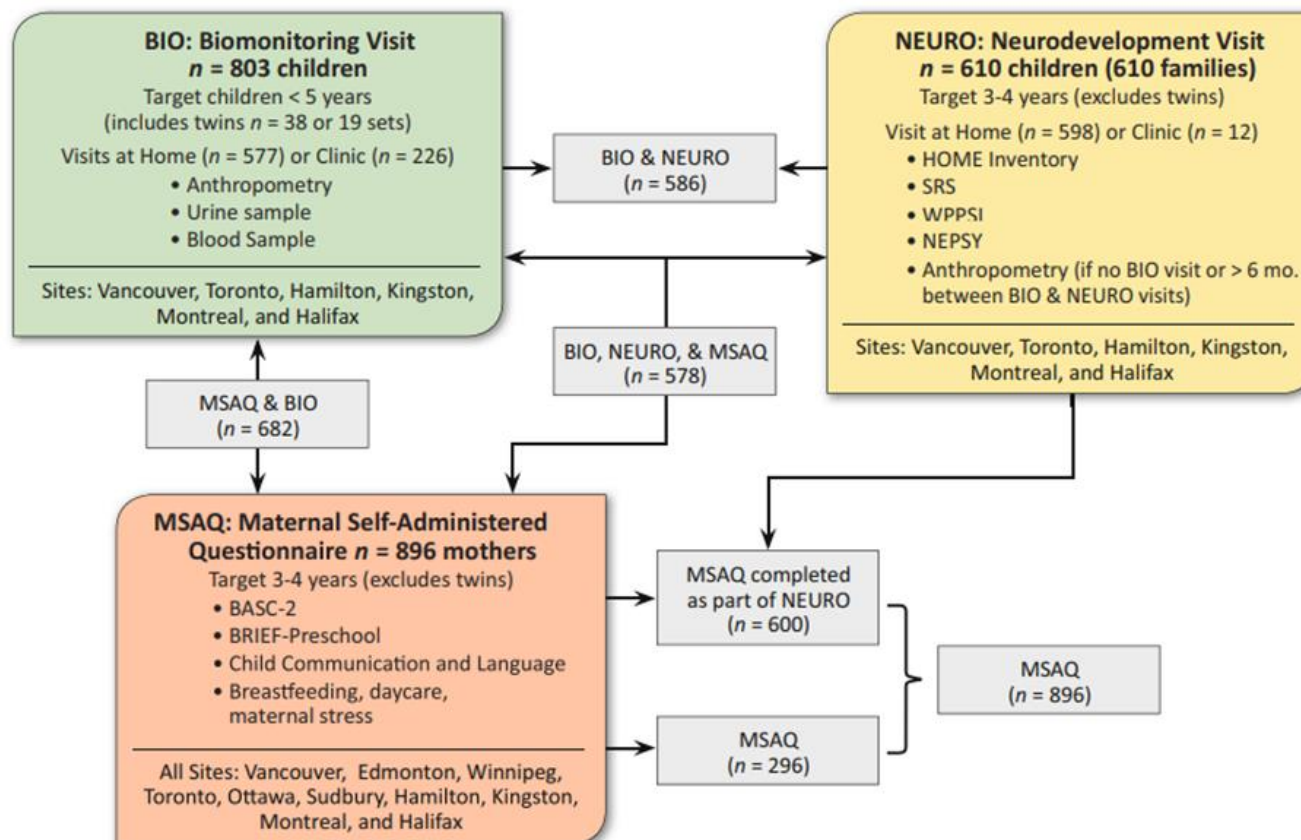 BIO: Biomonitoring Visit
n = 803 children
Target children < 5 years
(includes twins n = 38 or 19 sets)
Visits at Home (n = 577) or Clinic (n = 226)
• Anthropometry
• Urine sample
• Blood Sample
Sites: Vancouver, Toronto, Hamilton, Kingston,
Montreal, and Halifax
NEURO: Neurodevelopment Visit
n = 610 children (610 families)
Target 3-4 years (excludes twins)
Visit at Home (n = 598) or Clinic (n = 12)
• HOME Inventory
• SRS
• WPPSI
• NEPSY
• Anthropometry (if no BIO visit or > 6 mo.
between BIO & NEURO visits)
Sites: Vancouver, Toronto, Hamilton, Kingston,
Montreal, and Halifax
BIO & NEURO
(n = 586)
BIO, NEURO, & MSAQ
(n = 578)
MSAQ & BIO
(n = 682)
MSAQ: Maternal Self-Administered
Questionnaire n = 896 mothers
Target 3-4 years (excludes twins)
• BASC-2
• BRIEF-Preschool
• Child Communication and Language
• Breastfeeding, daycare,
maternal stress
All Sites: Vancouver, Edmonton, Winnipeg,
Toronto, Ottawa, Sudbury, Hamilton, Kingston,
Montreal, and Halifax
MSAQ completed
as part of NEURO
(n = 600)
MSAQ
(n = 296)
MSAQ
(n = 896)